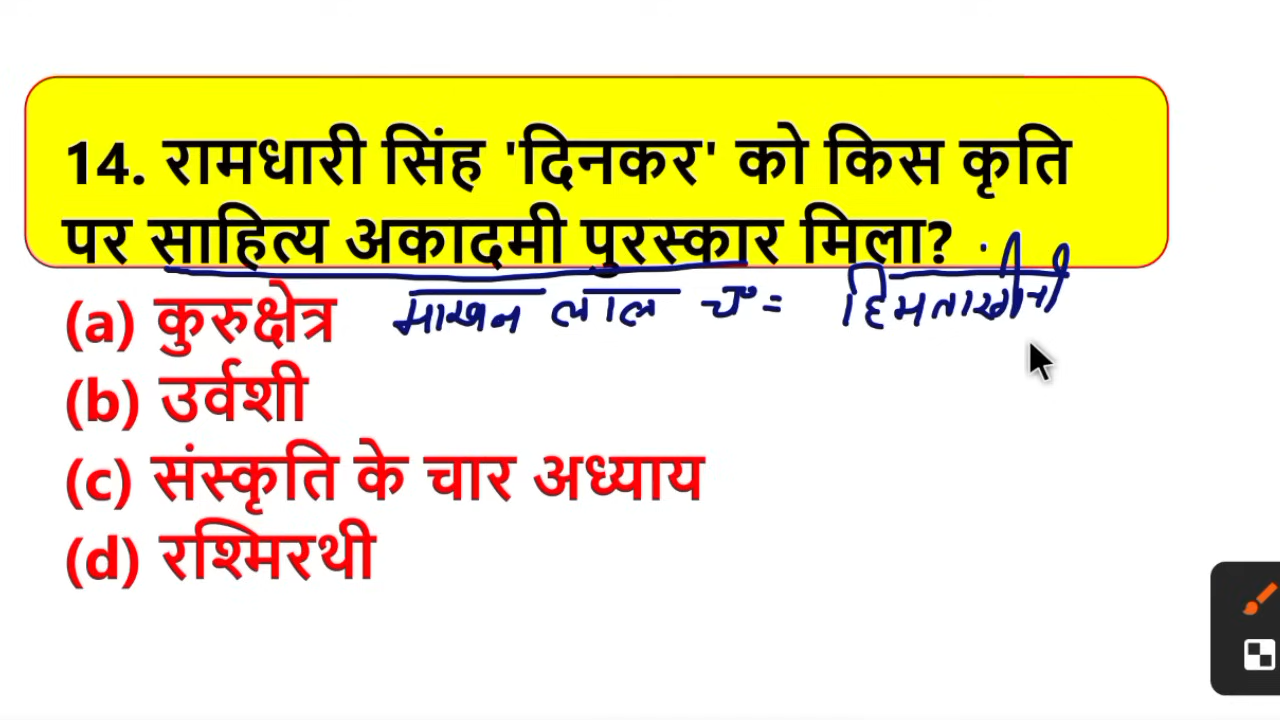 14. रामधारी सिंह 'दिनकर' को किस कृति
पर साहित्य अकादमी पुरस्कार मिला?
(a) कुरुक्षेत्र
माखन लाल च° = हिमतरंगिनी
(b) उर्वशी
(c) संस्कृति के चार अध्याय
(d) रश्मिरथी